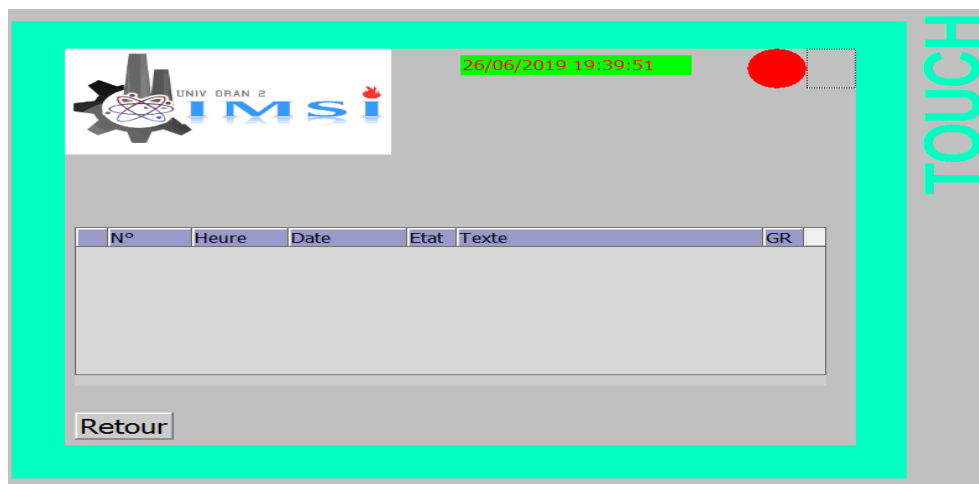 26/06/2019 19:39:51
UNIV ORAN 2
IMSI
TOUCH
N° Heure Date Etat Texte GR
Retour